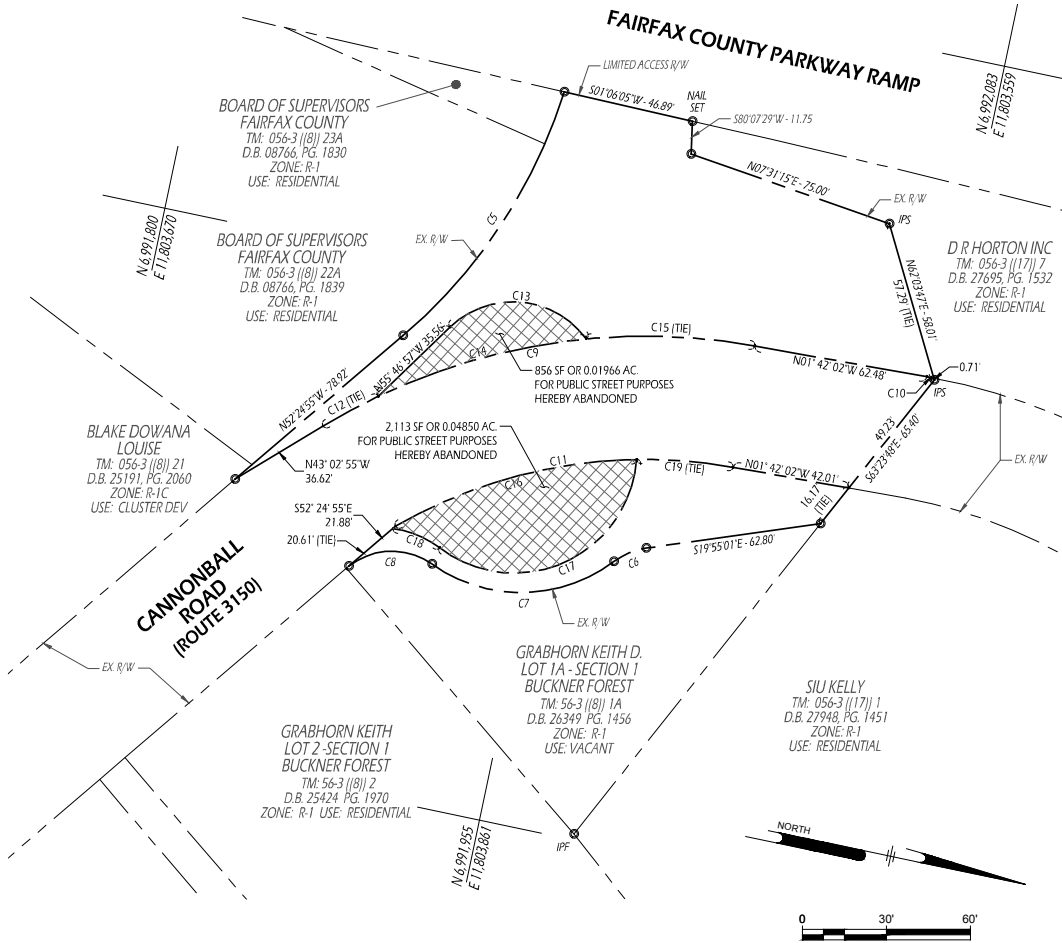 FAIRFAX COUNTY PARKWAY RAMP
LIMITED ACCESS R/W
S01°06'05"W - 46.89'
NAIL
SET
S80°07'29"W - 11.75
N 6,992,083
E 11,803,559
BOARD OF SUPERVISORS
FAIRFAX COUNTY
TM: 056-3 ((8)) 23A
D.B. 08766, PG. 1830
ZONE: R-1
USE: RESIDENTIAL
N07°31'15"E - 75.00'
EX. R/W
IPS
C5
N 6,991,800
E 11,803,670
BOARD OF SUPERVISORS
FAIRFAX COUNTY
TM: 056-3 ((8)) 22A
D.B. 08766, PG. 1839
ZONE: R-1
USE: RESIDENTIAL
EX. R/W
D R HORTON INC
TM: 056-3 ((17)) 7
D.B. 27695, PG. 1532
ZONE: R-1
USE: RESIDENTIAL
N62°03'47"E - 58.01'
57.29' (TIE)
C13
C15 (TIE)
C14
C9
N55° 46' 57"W 35.56'
N01° 42' 02"W 62.48'
0.71'
C10
IPS
856 SF OR 0.01966 AC.
FOR PUBLIC STREET PURPOSES
HEREBY ABANDONED
N52°24'55"W - 78.92'
C12 (TIE)
2,113 SF OR 0.04850 AC.
FOR PUBLIC STREET PURPOSES
HEREBY ABANDONED
BLAKE DOWANA
LOUISE
TM: 056-3 ((8)) 21
D.B. 25191, PG. 2060
ZONE: R-1C
USE: CLUSTER DEV
N43° 02' 55"W
36.62'
49.23'
S63°23'48"E - 65.40'
EX. R/W
C11
C19 (TIE)
N01° 42' 02"W 42.01'
C16
16.17'
(TIE)
S52° 24' 55"E
21.88'
20.61' (TIE)
C18
C8
C17
C6
S19°55'01"E - 62.80'
C7
EX. R/W
CANNONBALL
ROAD
(ROUTE 3150)
EX. R/W
GRABHORN KEITH D.
LOT 1A - SECTION 1
BUCKNER FOREST
TM: 56-3 ((8)) 1A
D.B. 26349 PG. 1456
ZONE: R-1
USE: VACANT
SIU KELLY
TM: 056-3 ((17)) 1
D.B. 27948, PG. 1451
ZONE: R-1
USE: RESIDENTIAL
GRABHORN KEITH
LOT 2 -SECTION 1
BUCKNER FOREST
TM: 56-3 ((8)) 2
D.B. 25424 PG. 1970
ZONE: R-1 USE: RESIDENTIAL
N 6,991,955
E 11,803,861
IPF
NORTH
0 30' 60'